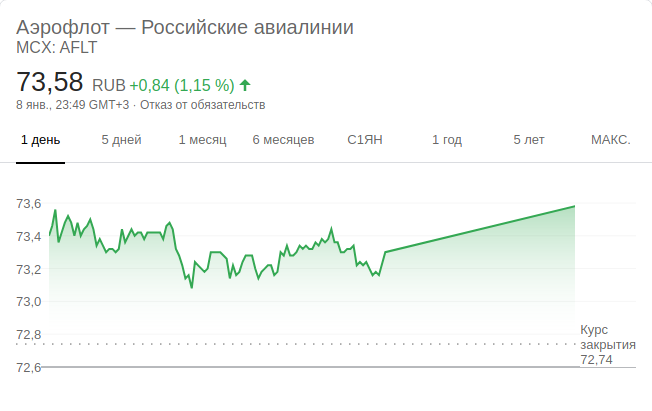 Аэрофлот — Российские авиалинии
MCX: AFLT
73,58 RUB +0,84 (1,15 %)
8 янв., 23:49 GMT+3 · Отказ от обязательств
1 день 5 дней 1 месяц 6 месяцев С1ЯН 1 год 5 лет МАКС.
73,6
73,4
73,2
73,0
72,8
72,6
Курс
закрытия
72,74